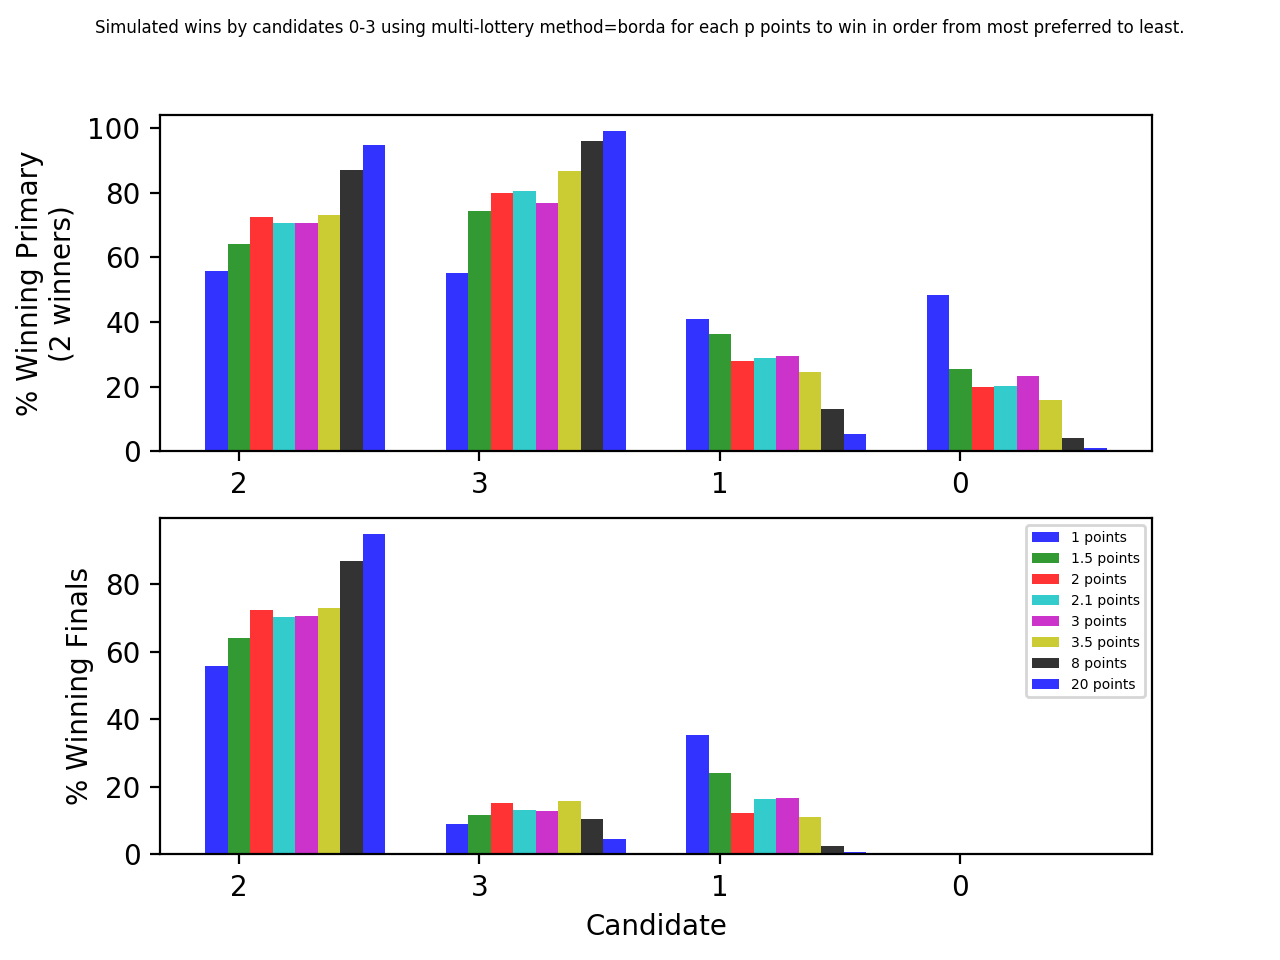 Simulated wins by candidates 0-3 using multi-lottery method=borda for each p points to win in order from most preferred to least.
% Winning Primary
(2 winners)
100
80
60
40
20
0
2 3 1 0
% Winning Finals
80
60
40
20
0
1 points
1.5 points
2 points
2.1 points
3 points
3.5 points
8 points
20 points
2 3 1 0
Candidate